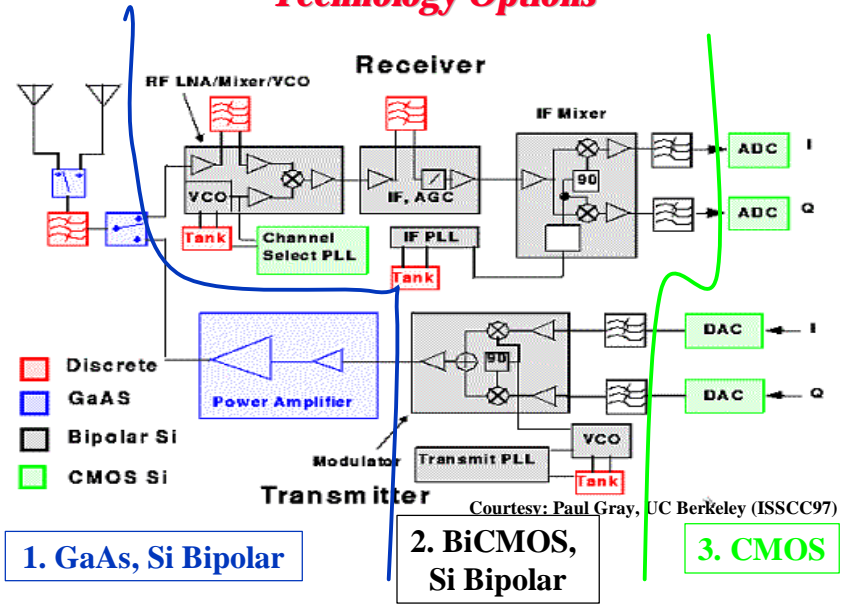 Technology Options
Receiver
RF LNA/Mixer/VCO
IF Mixer
ADC
I
90
VCO
IF, AGC
ADC
Q
Tank
Channel
Select PLL
IF PLL
Tank
DAC
I
90
Discrete
GaAS
Power Amplifier
DAC
Q
Bipolar Si
VCO
CMOS Si
Modulator
Transmit PLL
Tank
Transmitter
Courtesy: Paul Gray, UC Berkeley (ISSCC97)
1. GaAs, Si Bipolar
2. BiCMOS,
Si Bipolar
3. CMOS